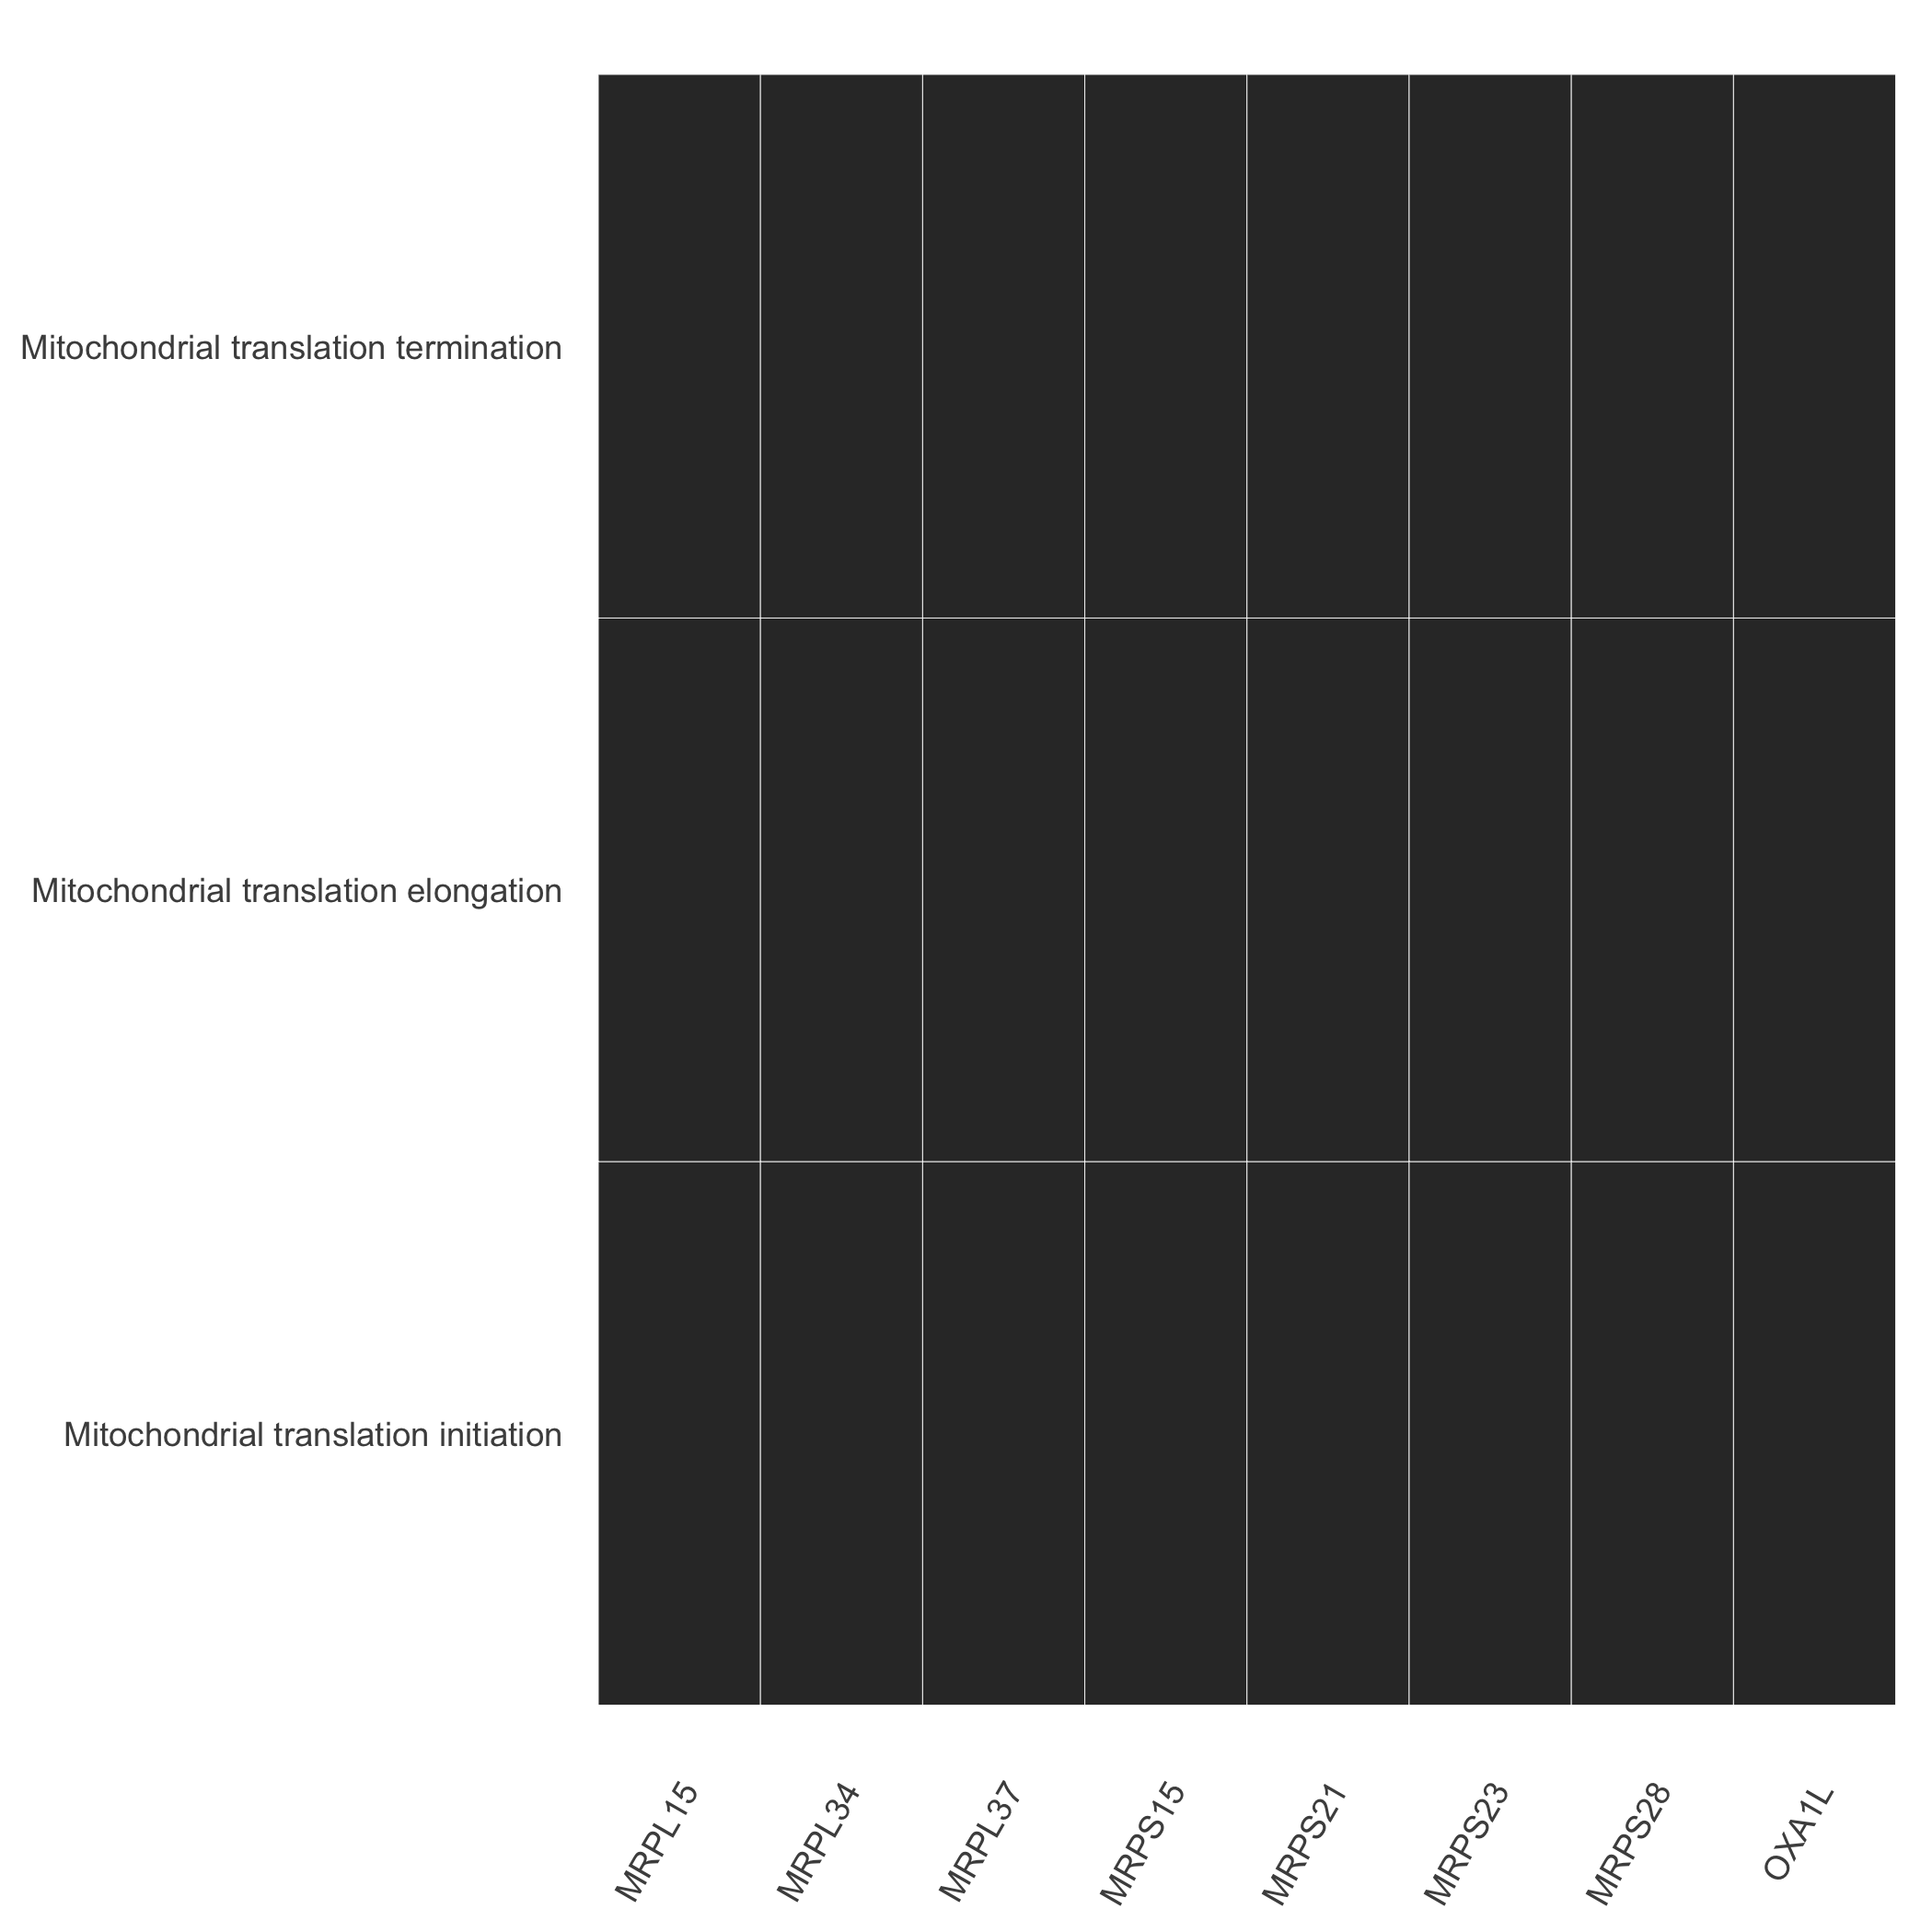 Mitochondrial translation termination
Mitochondrial translation elongation
Mitochondrial translation initiation
MRPL15
MRPL34
MRPL37
MRPS15
MRPS21
MRPS23
MRPS28
OXA1L